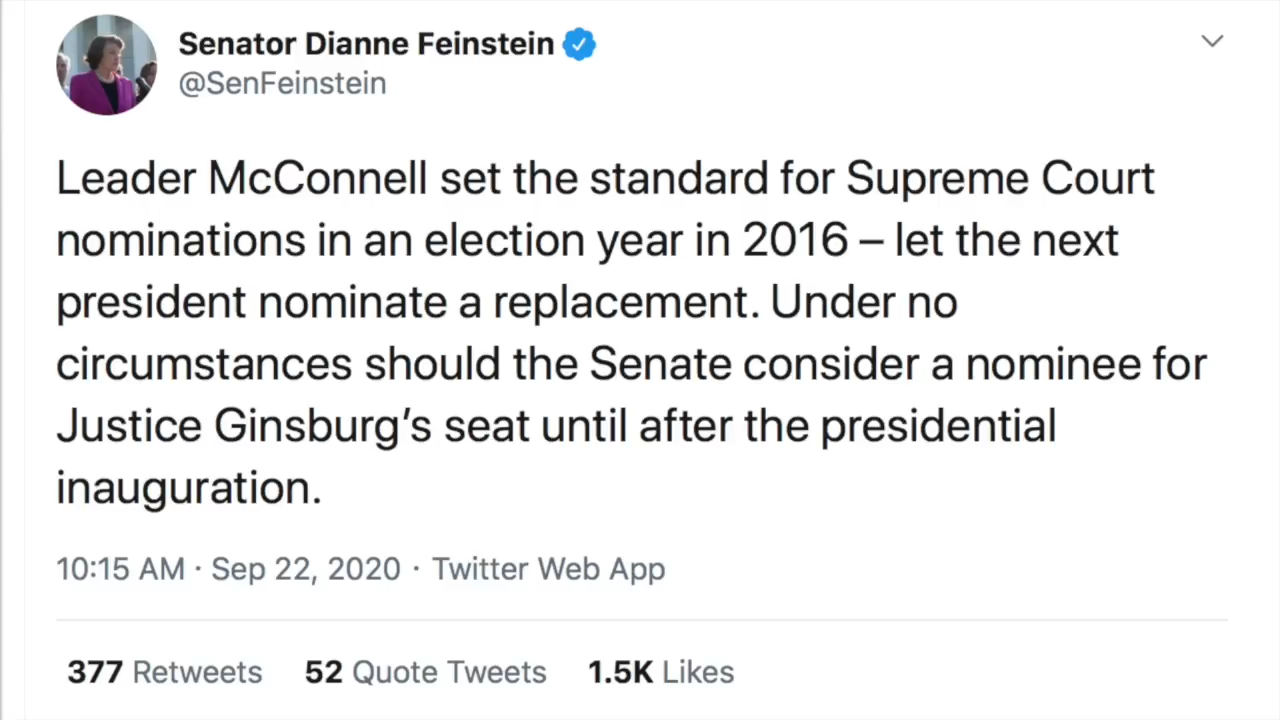 Senator Dianne Feinstein
@SenFeinstein
Leader McConnell set the standard for Supreme Court
nominations in an election year in 2016 – let the next
president nominate a replacement. Under no
circumstances should the Senate consider a nominee for
Justice Ginsburg’s seat until after the presidential
inauguration.
10:15 AM · Sep 22, 2020 · Twitter Web App
377 Retweets 52 Quote Tweets 1.5K Likes